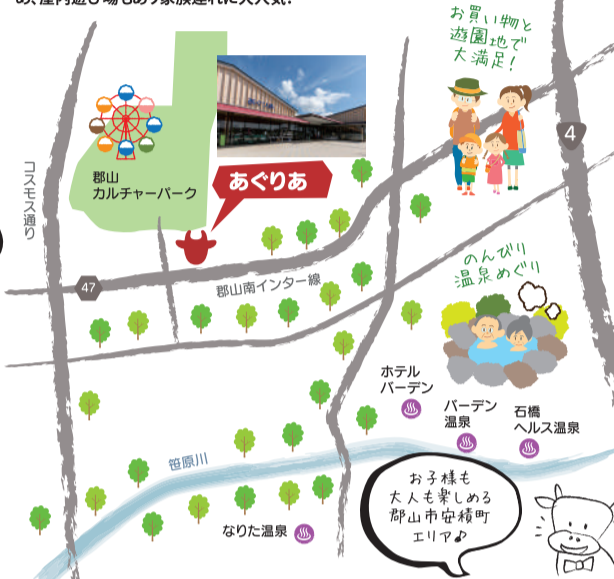 お買い物と
遊園地で
大満足!
4
郡山
カルチャーパーク
あぐりあ
コスモス通り
のんびり
温泉めぐり
47
郡山南インター線
ホテル
バーデン
バーデン
温泉
石橋
ヘルス温泉
笹原川
お子様も
大人も楽しめる
郡山市安積町
エリア♪
なりた温泉